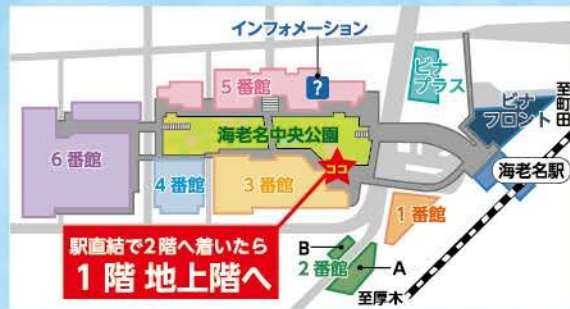 インフォメーション
?
5番館
ビナ
プラス
ビナ
フロント
至町田
海老名中央公園
6番館
4番館
3番館
ココ
海老名駅
1番館
駅直結で2階へ着いたら
1階 地上階へ
B
2番館
A
至厚木